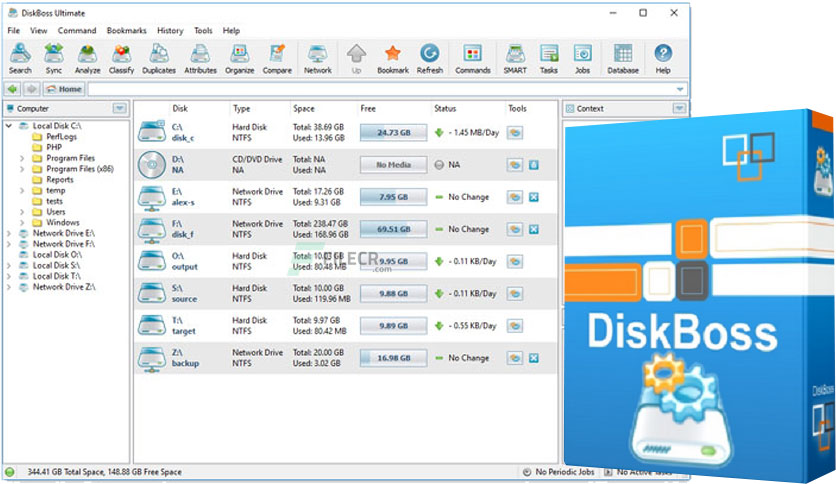 DiskBoss Ultimate
File View Command Bookmarks History Tools Help
Search Sync Analyze Classify Duplicates Attributes Organize Compare Network Up Bookmark Refresh Commands SMART Tasks Jobs Database Help
Home
Computer
Local Disk C:\
PerfLogs
PHP
Program Files
Program Files (x86)
Reports
temp
tests
Users
Windows
Network Drive E:\
Network Drive F:\
Local Disk O:\
Local Disk S:\
Local Disk T:\
Network Drive Z:\
Disk Type Space Free Status Tools
C:\ Hard Disk Total: 38.69 GB 24.73 GB - 1.45 MB/Day
disk_c NTFS Used: 13.96 GB
D:\ CD/DVD Drive Total: NA No Media NA
NA NA Used: NA
E:\ Network Drive Total: 17.26 GB 7.95 GB No Change
alex-s NTFS Used: 9.31 GB
F:\ Network Drive Total: 238.47 GB 69.51 GB No Change
disk_f NTFS Used: 168.96 GB
O:\ Hard Disk Total: 10.03 GB 9.95 GB - 0.11 KB/Day
output NTFS Used: 80.48 MB
S:\ Hard Disk Total: 10.00 GB 9.88 GB - 0.11 KB/Day
source NTFS Used: 119.96 MB
T:\ Hard Disk Total: 9.97 GB 9.89 GB - 0.55 KB/Day
target NTFS Used: 80.42 MB
Z:\ Network Drive Total: 20.00 GB 16.98 GB No Change
backup NTFS Used: 3.02 GB
FILECR
.com
Context
DiskBoss
DiskBoss
344.41 GB Total Space, 148.88 GB Free Space
No Periodic Jobs No Active Tasks